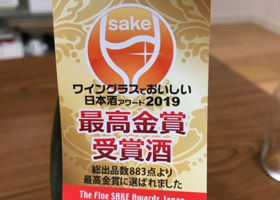 sake
ワイングラスでおいしい
日本酒アワード2019
最高金賞
受賞酒
総出品数883点より
最高金賞に選ばれました
The Fine SAKE Awards Japan